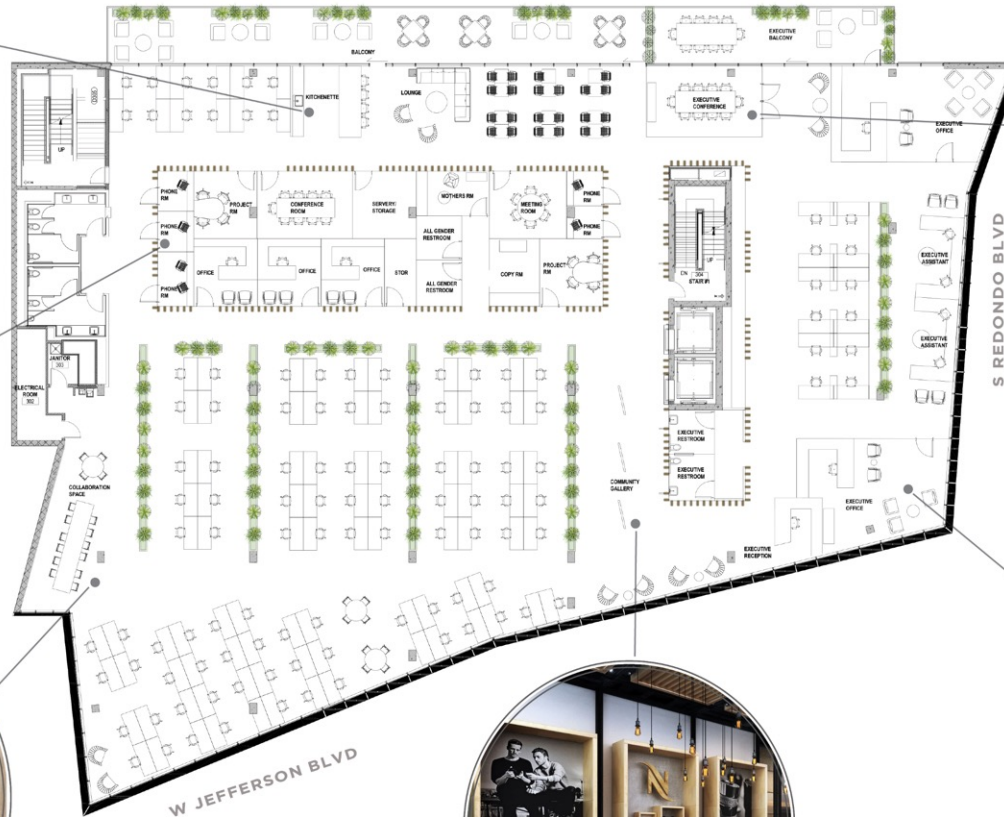 BALCONY
EXECUTIVE
BALCONY
KITCHENETTE
LOUNGE
EXECUTIVE
CONFERENCE
EXECUTIVE
OFFICE
UP
PHONE
RM
PROJECT
RM
CONFERENCE
ROOM
SERVERY/
STORAGE
MOTHERS RM
MEETING
ROOM
PHONE
RM
PHONE
RM
ALL GENDER
RESTROOM
PHONE
RM
OFFICE
OFFICE
OFFICE
STOR
ALL GENDER
RESTROOM
COPY RM
PROJECT
RM
PHONE
RM
DN
UP
STAIR #1
EXECUTIVE
ASSISTANT
EXECUTIVE
ASSISTANT
S REDONDO BLVD
JANITOR
ELECTRICAL
ROOM
302
EXECUTIVE
RESTROOM
EXECUTIVE
RESTROOM
COLLABORATION
SPACE
COMMUNITY
GALLERY
EXECUTIVE
OFFICE
EXECUTIVE
RECEPTION
W JEFFERSON BLVD
N